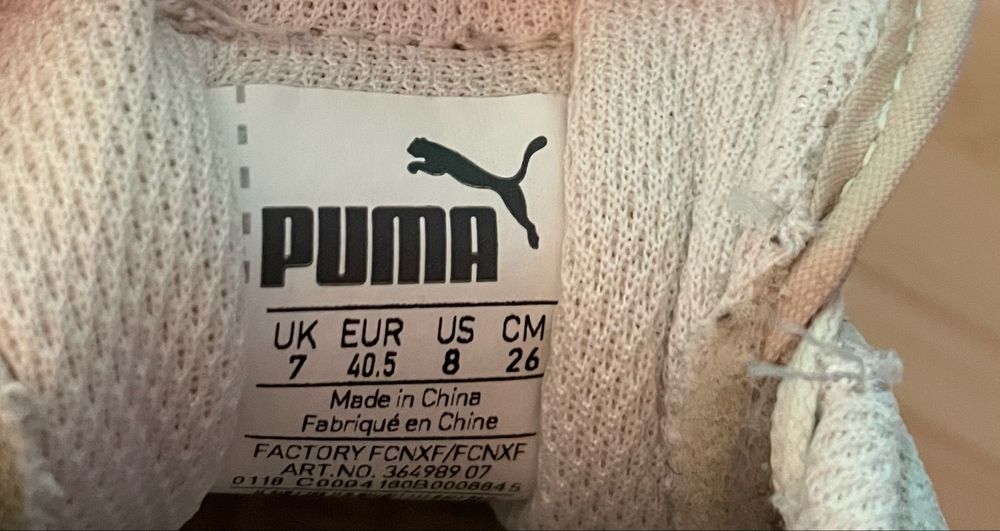 PUMA
UK EUR US CM
7 40.5 8 26
Made in China
Fabriqué en Chine
FACTORY FCNXF/FCNXF
ART.NO. 364989 07
0118